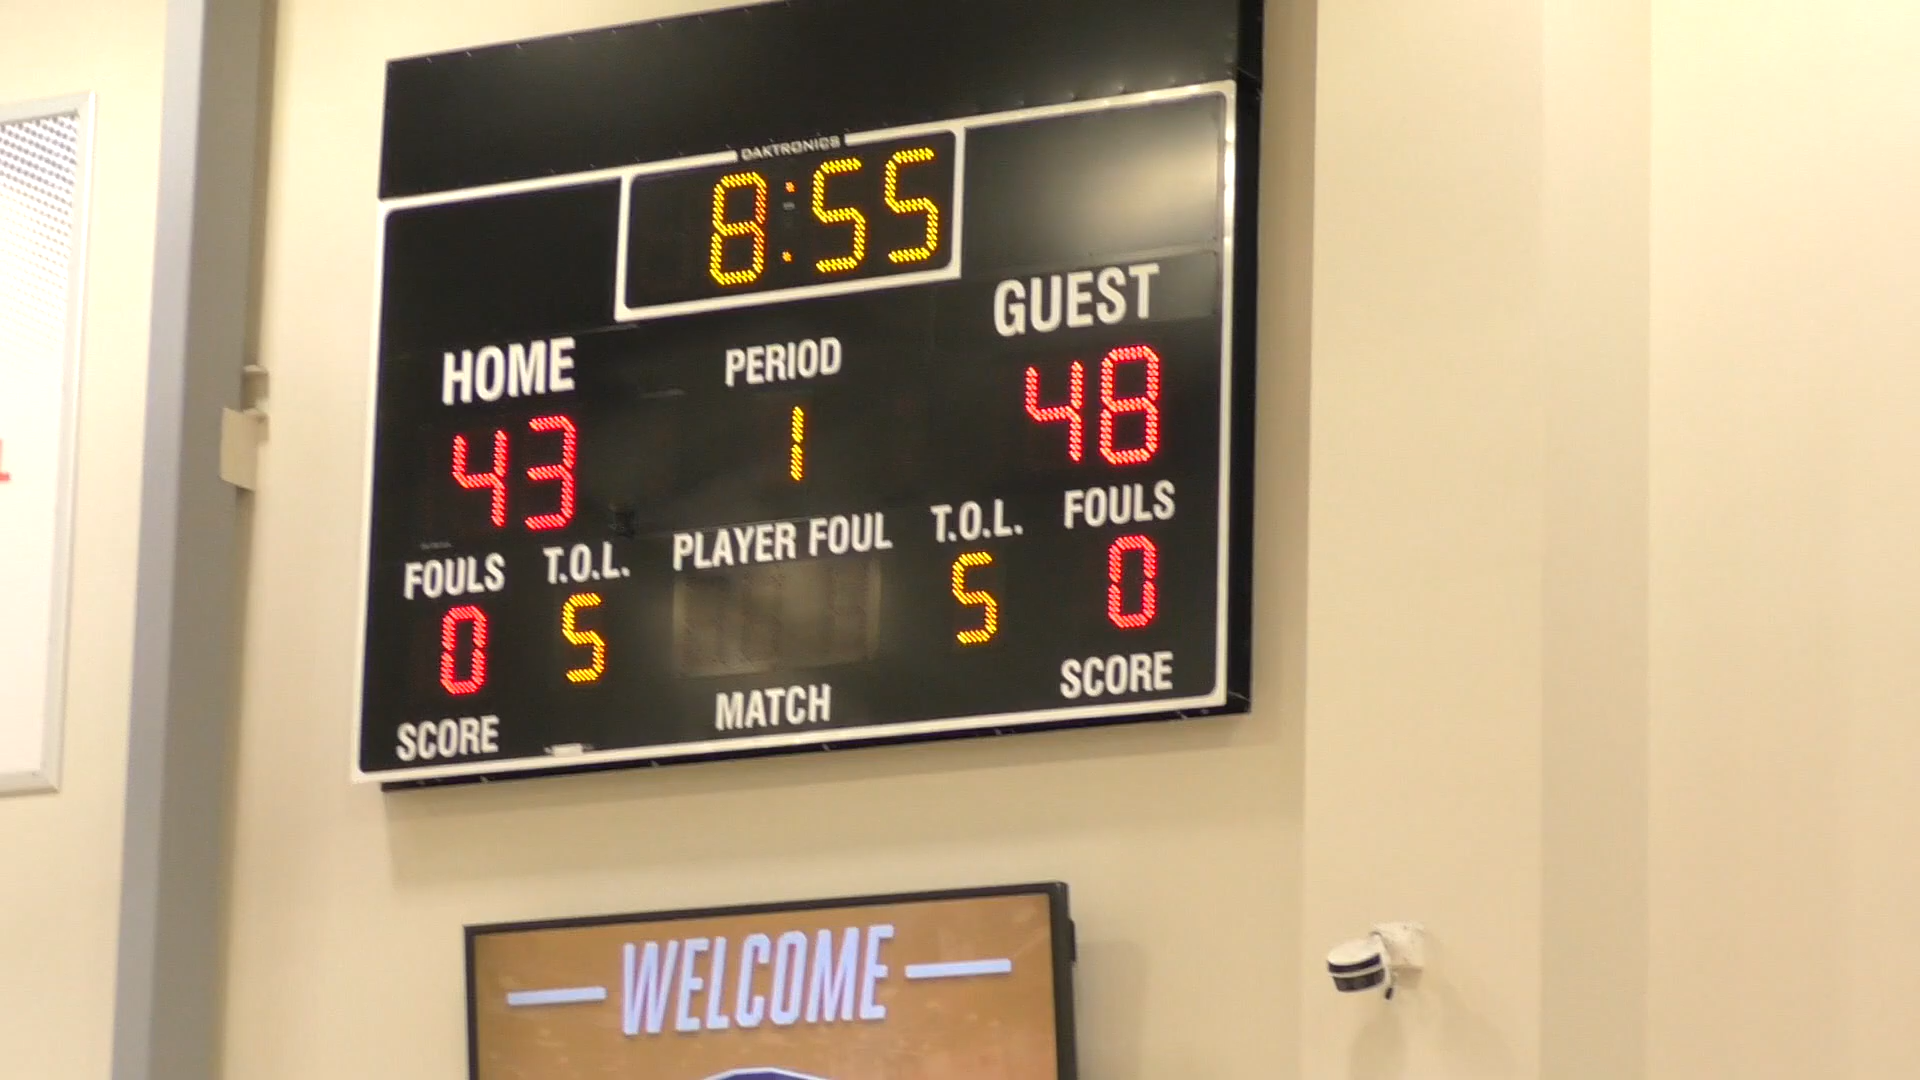 DAKTRONICS
8:55
HOME PERIOD GUEST
43 1 48
FOULS T.O.L. PLAYER FOUL T.O.L. FOULS
0 5 5 0
SCORE MATCH SCORE
WELCOME